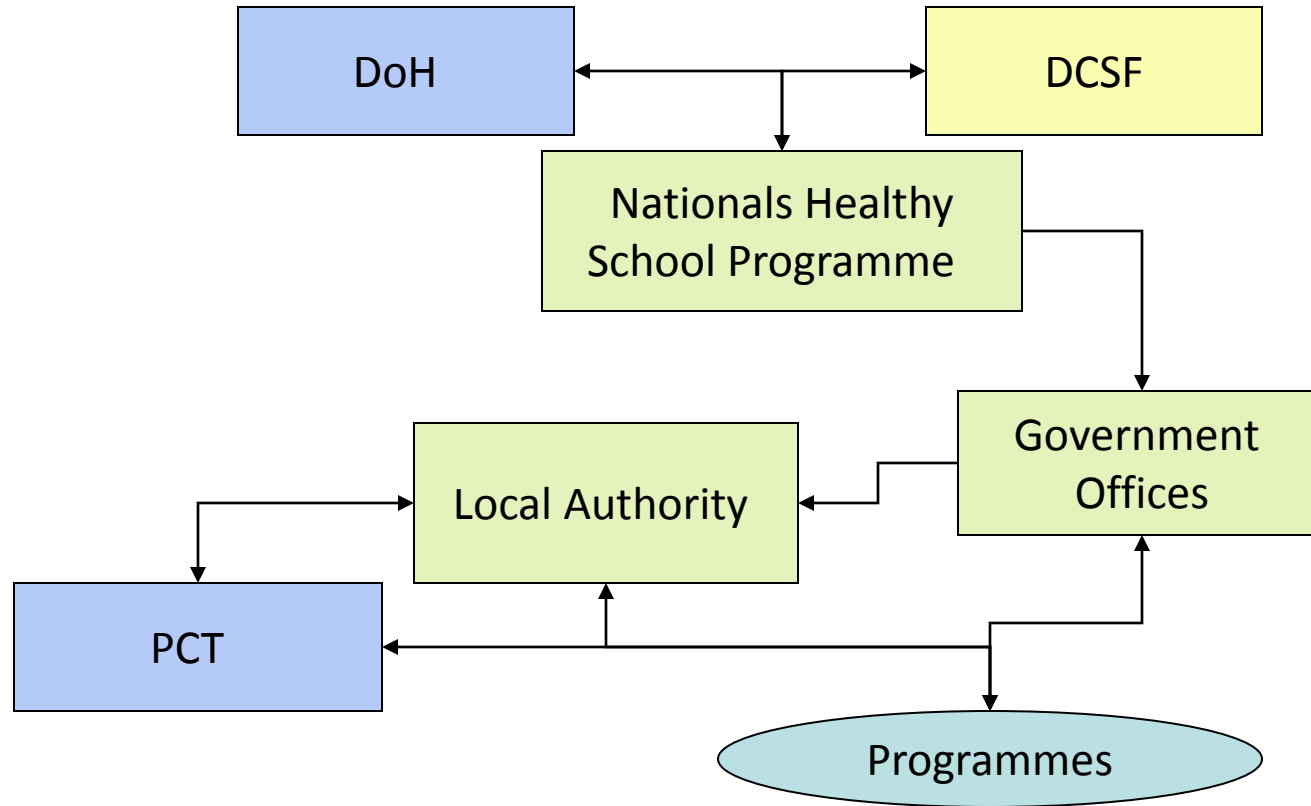 DoH
DCSF
Nationals Healthy
School Programme
Government
Offices
Local Authority
PCT
Programmes